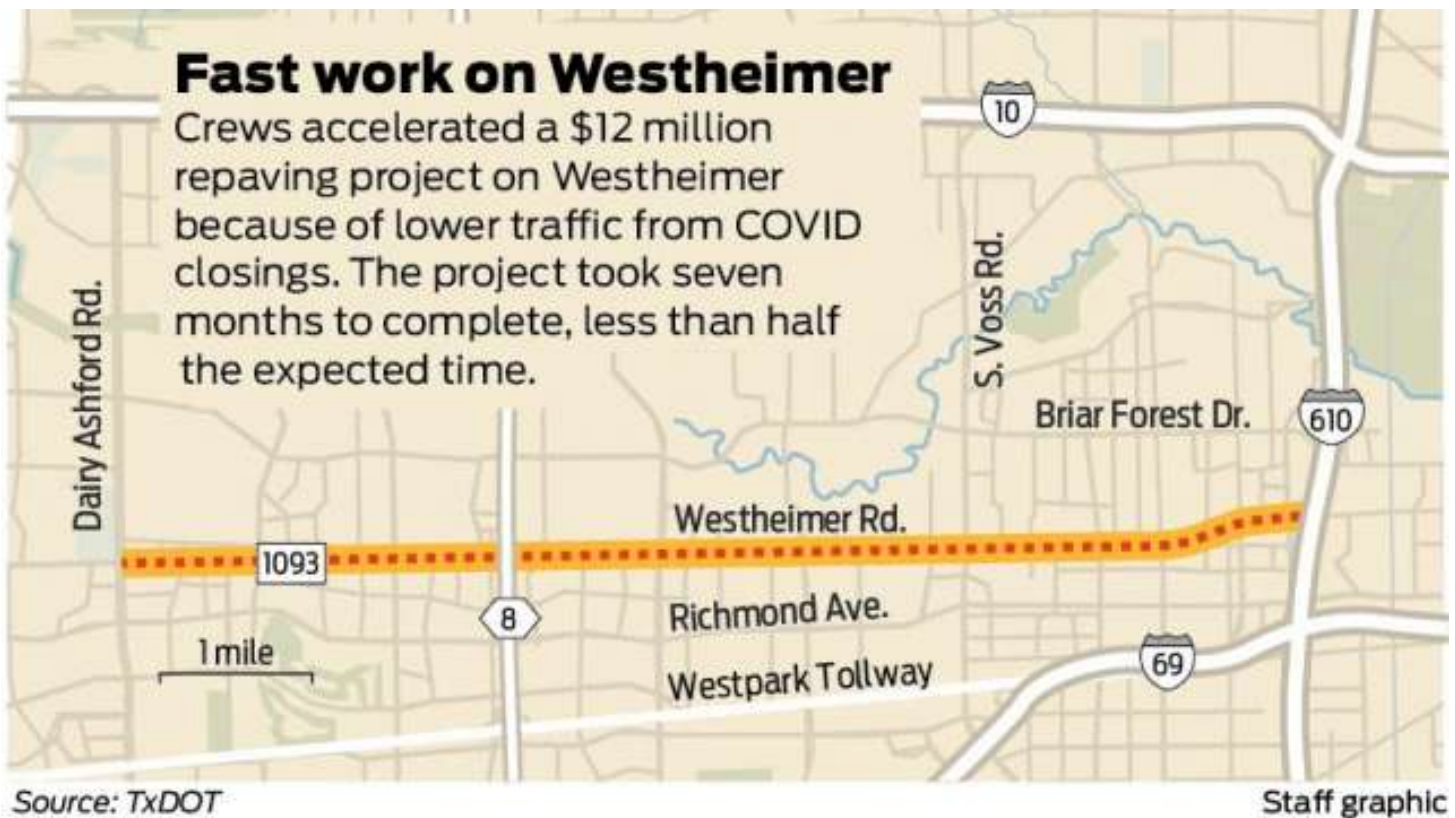 Fast work on Westheimer
Crews accelerated a $12 million
repaving project on Westheimer
because of lower traffic from COVID
closings. The project took seven
months to complete, less than half
the expected time.
10
Dairy Ashford Rd.
S. Voss Rd.
Briar Forest Dr.
610
Westheimer Rd.
1093
8
Richmond Ave.
1 mile
69
Westpark Tollway
Source: TxDOT
Staff graphic